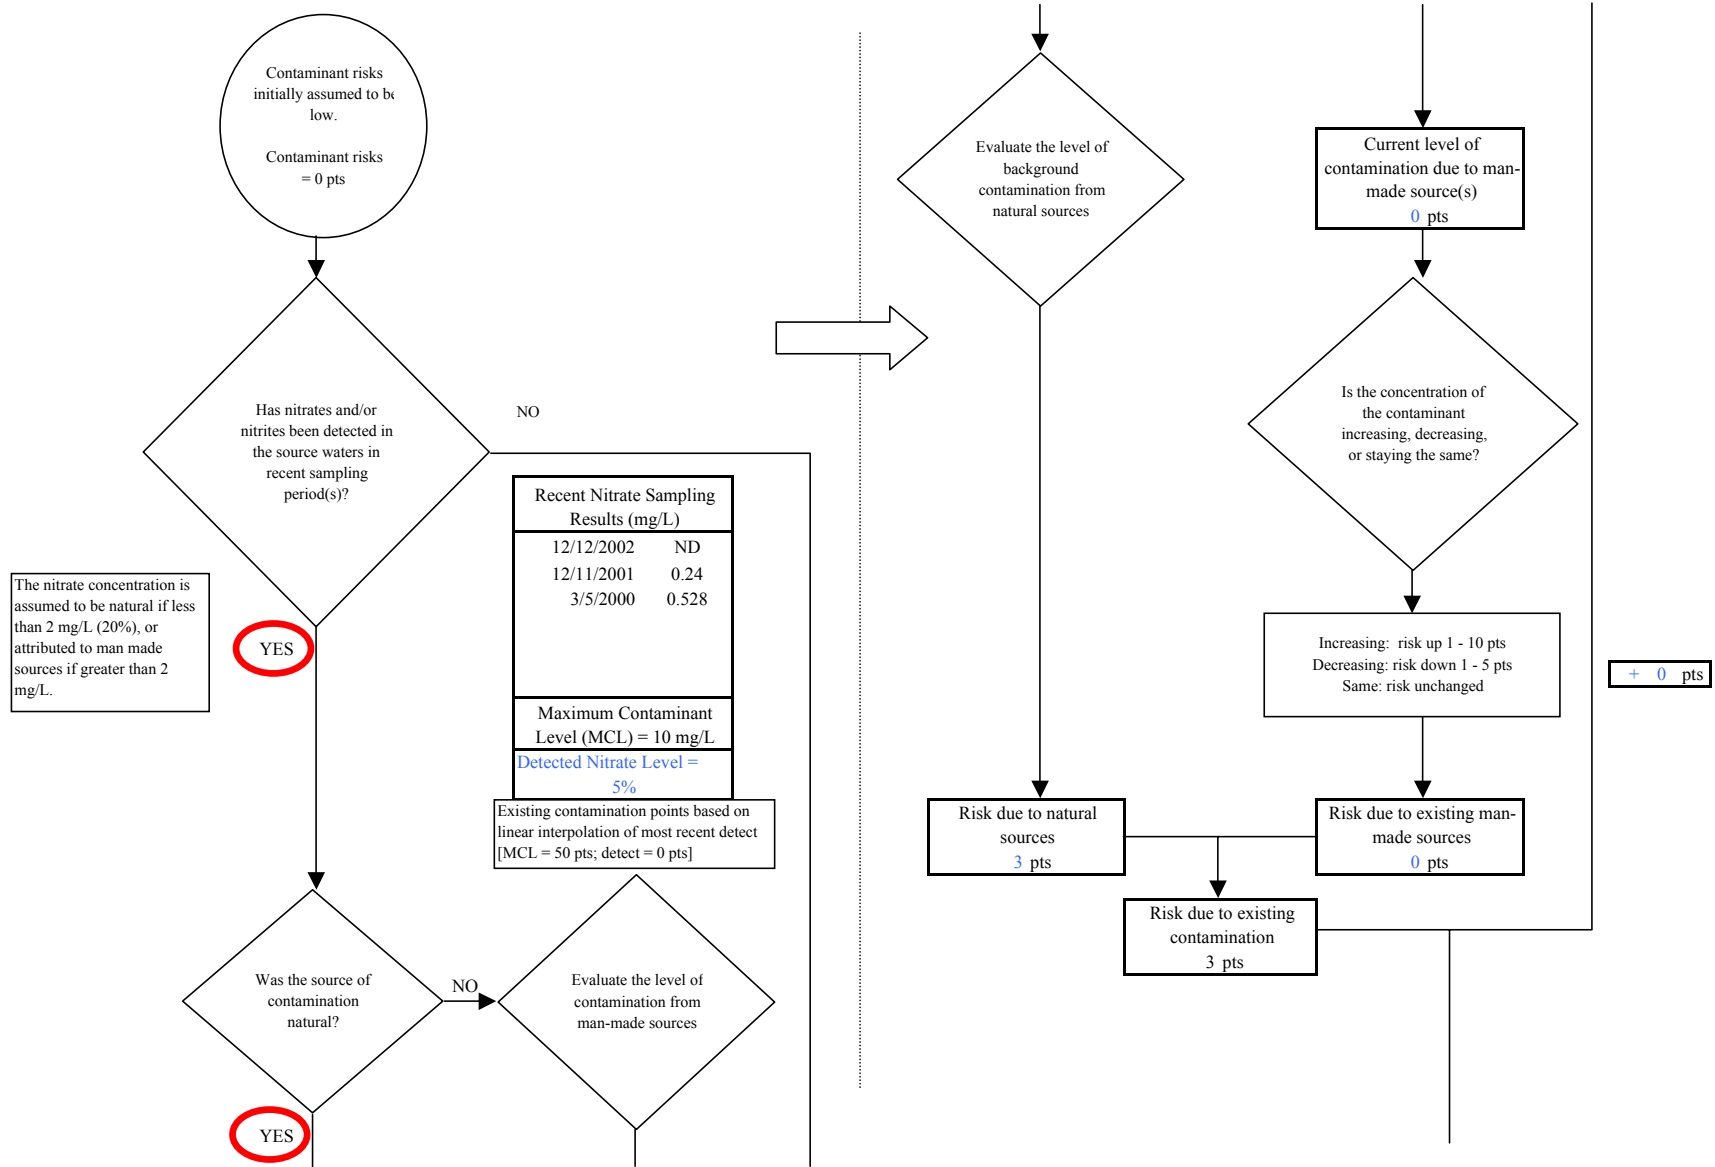 Contaminant risks
initially assumed to be
low.
Contaminant risks
= 0 pts
Has nitrates and/or
nitrites been detected in
the source waters in
recent sampling
period(s)?
NO
The nitrate concentration is
assumed to be natural if less
than 2 mg/L (20%), or
attributed to man made
sources if greater than 2
mg/L.
YES
Recent Nitrate Sampling
Results (mg/L)
12/12/2002 ND
12/11/2001 0.24
3/5/2000 0.528
Maximum Contaminant
Level (MCL) = 10 mg/L
Detected Nitrate Level =
5%
Existing contamination points based on
linear interpolation of most recent detect
[MCL = 50 pts; detect = 0 pts]
Was the source of
contamination
natural?
NO
Evaluate the level of
contamination from
man-made sources
YES
Evaluate the level of
background
contamination from
natural sources
Current level of
contamination due to man-
made source(s)
0 pts
Is the concentration of
the contaminant
increasing, decreasing,
or staying the same?
Increasing: risk up 1 - 10 pts
Decreasing: risk down 1 - 5 pts
Same: risk unchanged
+ 0 pts
Risk due to natural
sources
3 pts
Risk due to existing man-
made sources
0 pts
Risk due to existing
contamination
3 pts